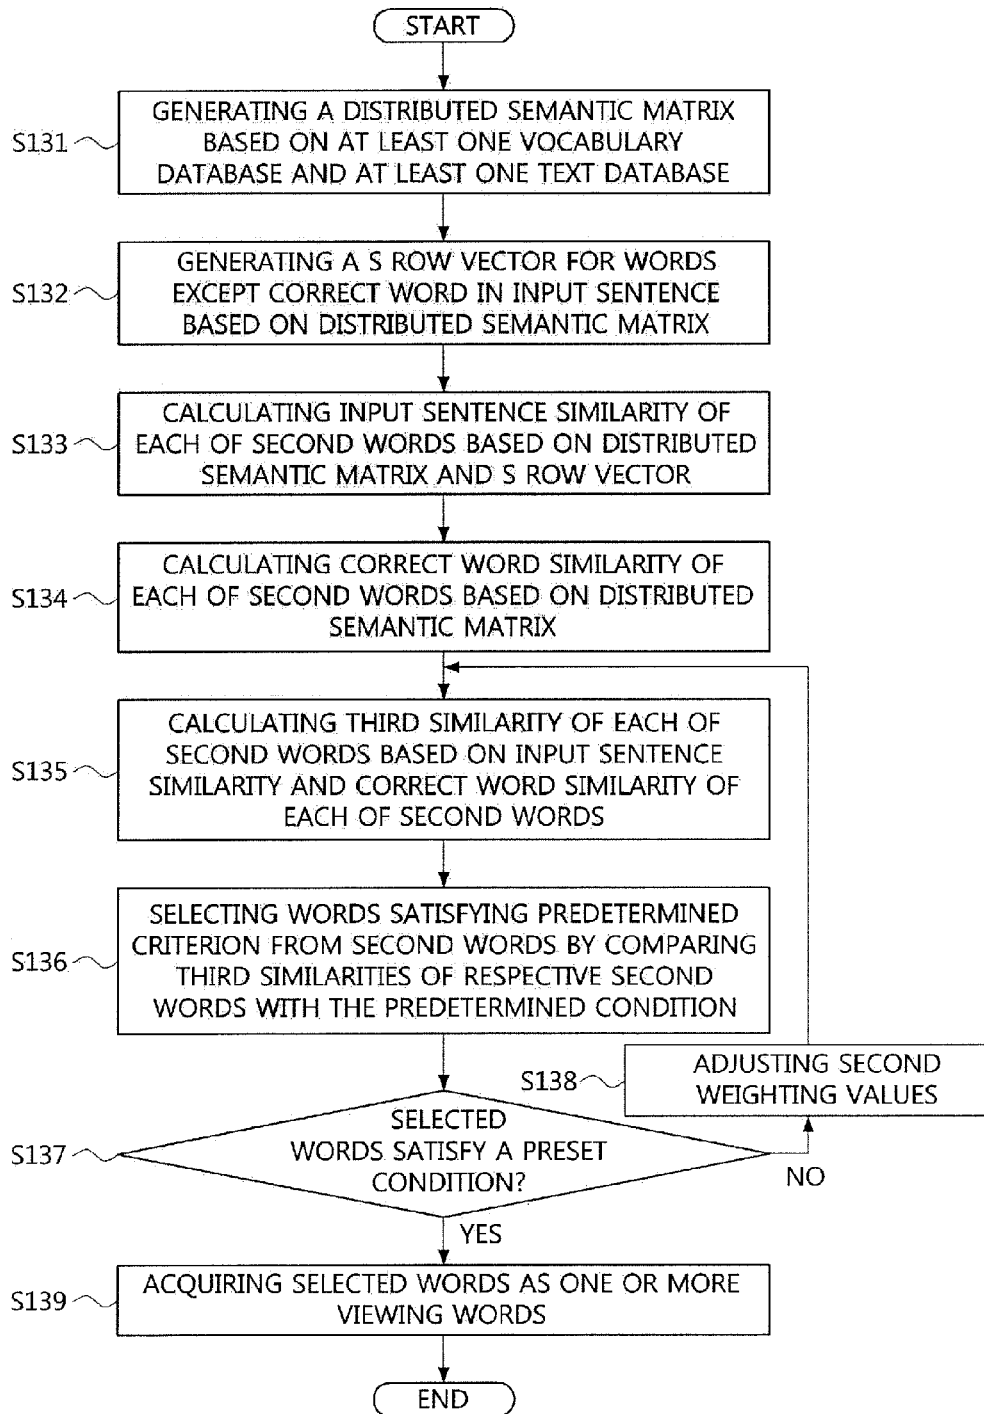 START
S131
GENERATING A DISTRIBUTED SEMANTIC MATRIX
BASED ON AT LEAST ONE VOCABULARY
DATABASE AND AT LEAST ONE TEXT DATABASE
S132
GENERATING A S ROW VECTOR FOR WORDS
EXCEPT CORRECT WORD IN INPUT SENTENCE
BASED ON DISTRIBUTED SEMANTIC MATRIX
S133
CALCULATING INPUT SENTENCE SIMILARITY OF
EACH OF SECOND WORDS BASED ON DISTRIBUTED
SEMANTIC MATRIX AND S ROW VECTOR
S134
CALCULATING CORRECT WORD SIMILARITY OF
EACH OF SECOND WORDS BASED ON DISTRIBUTED
SEMANTIC MATRIX
S135
CALCULATING THIRD SIMILARITY OF EACH OF
SECOND WORDS BASED ON INPUT SENTENCE
SIMILARITY AND CORRECT WORD SIMILARITY OF
EACH OF SECOND WORDS
S136
SELECTING WORDS SATISFYING PREDETERMINED
CRITERION FROM SECOND WORDS BY COMPARING
THIRD SIMILARITIES OF RESPECTIVE SECOND
WORDS WITH THE PREDETERMINED CONDITION
S138
ADJUSTING SECOND
WEIGHTING VALUES
S137
SELECTED
WORDS SATISFY A PRESET
CONDITION?
NO
YES
S139
ACQUIRING SELECTED WORDS AS ONE OR MORE
VIEWING WORDS
END